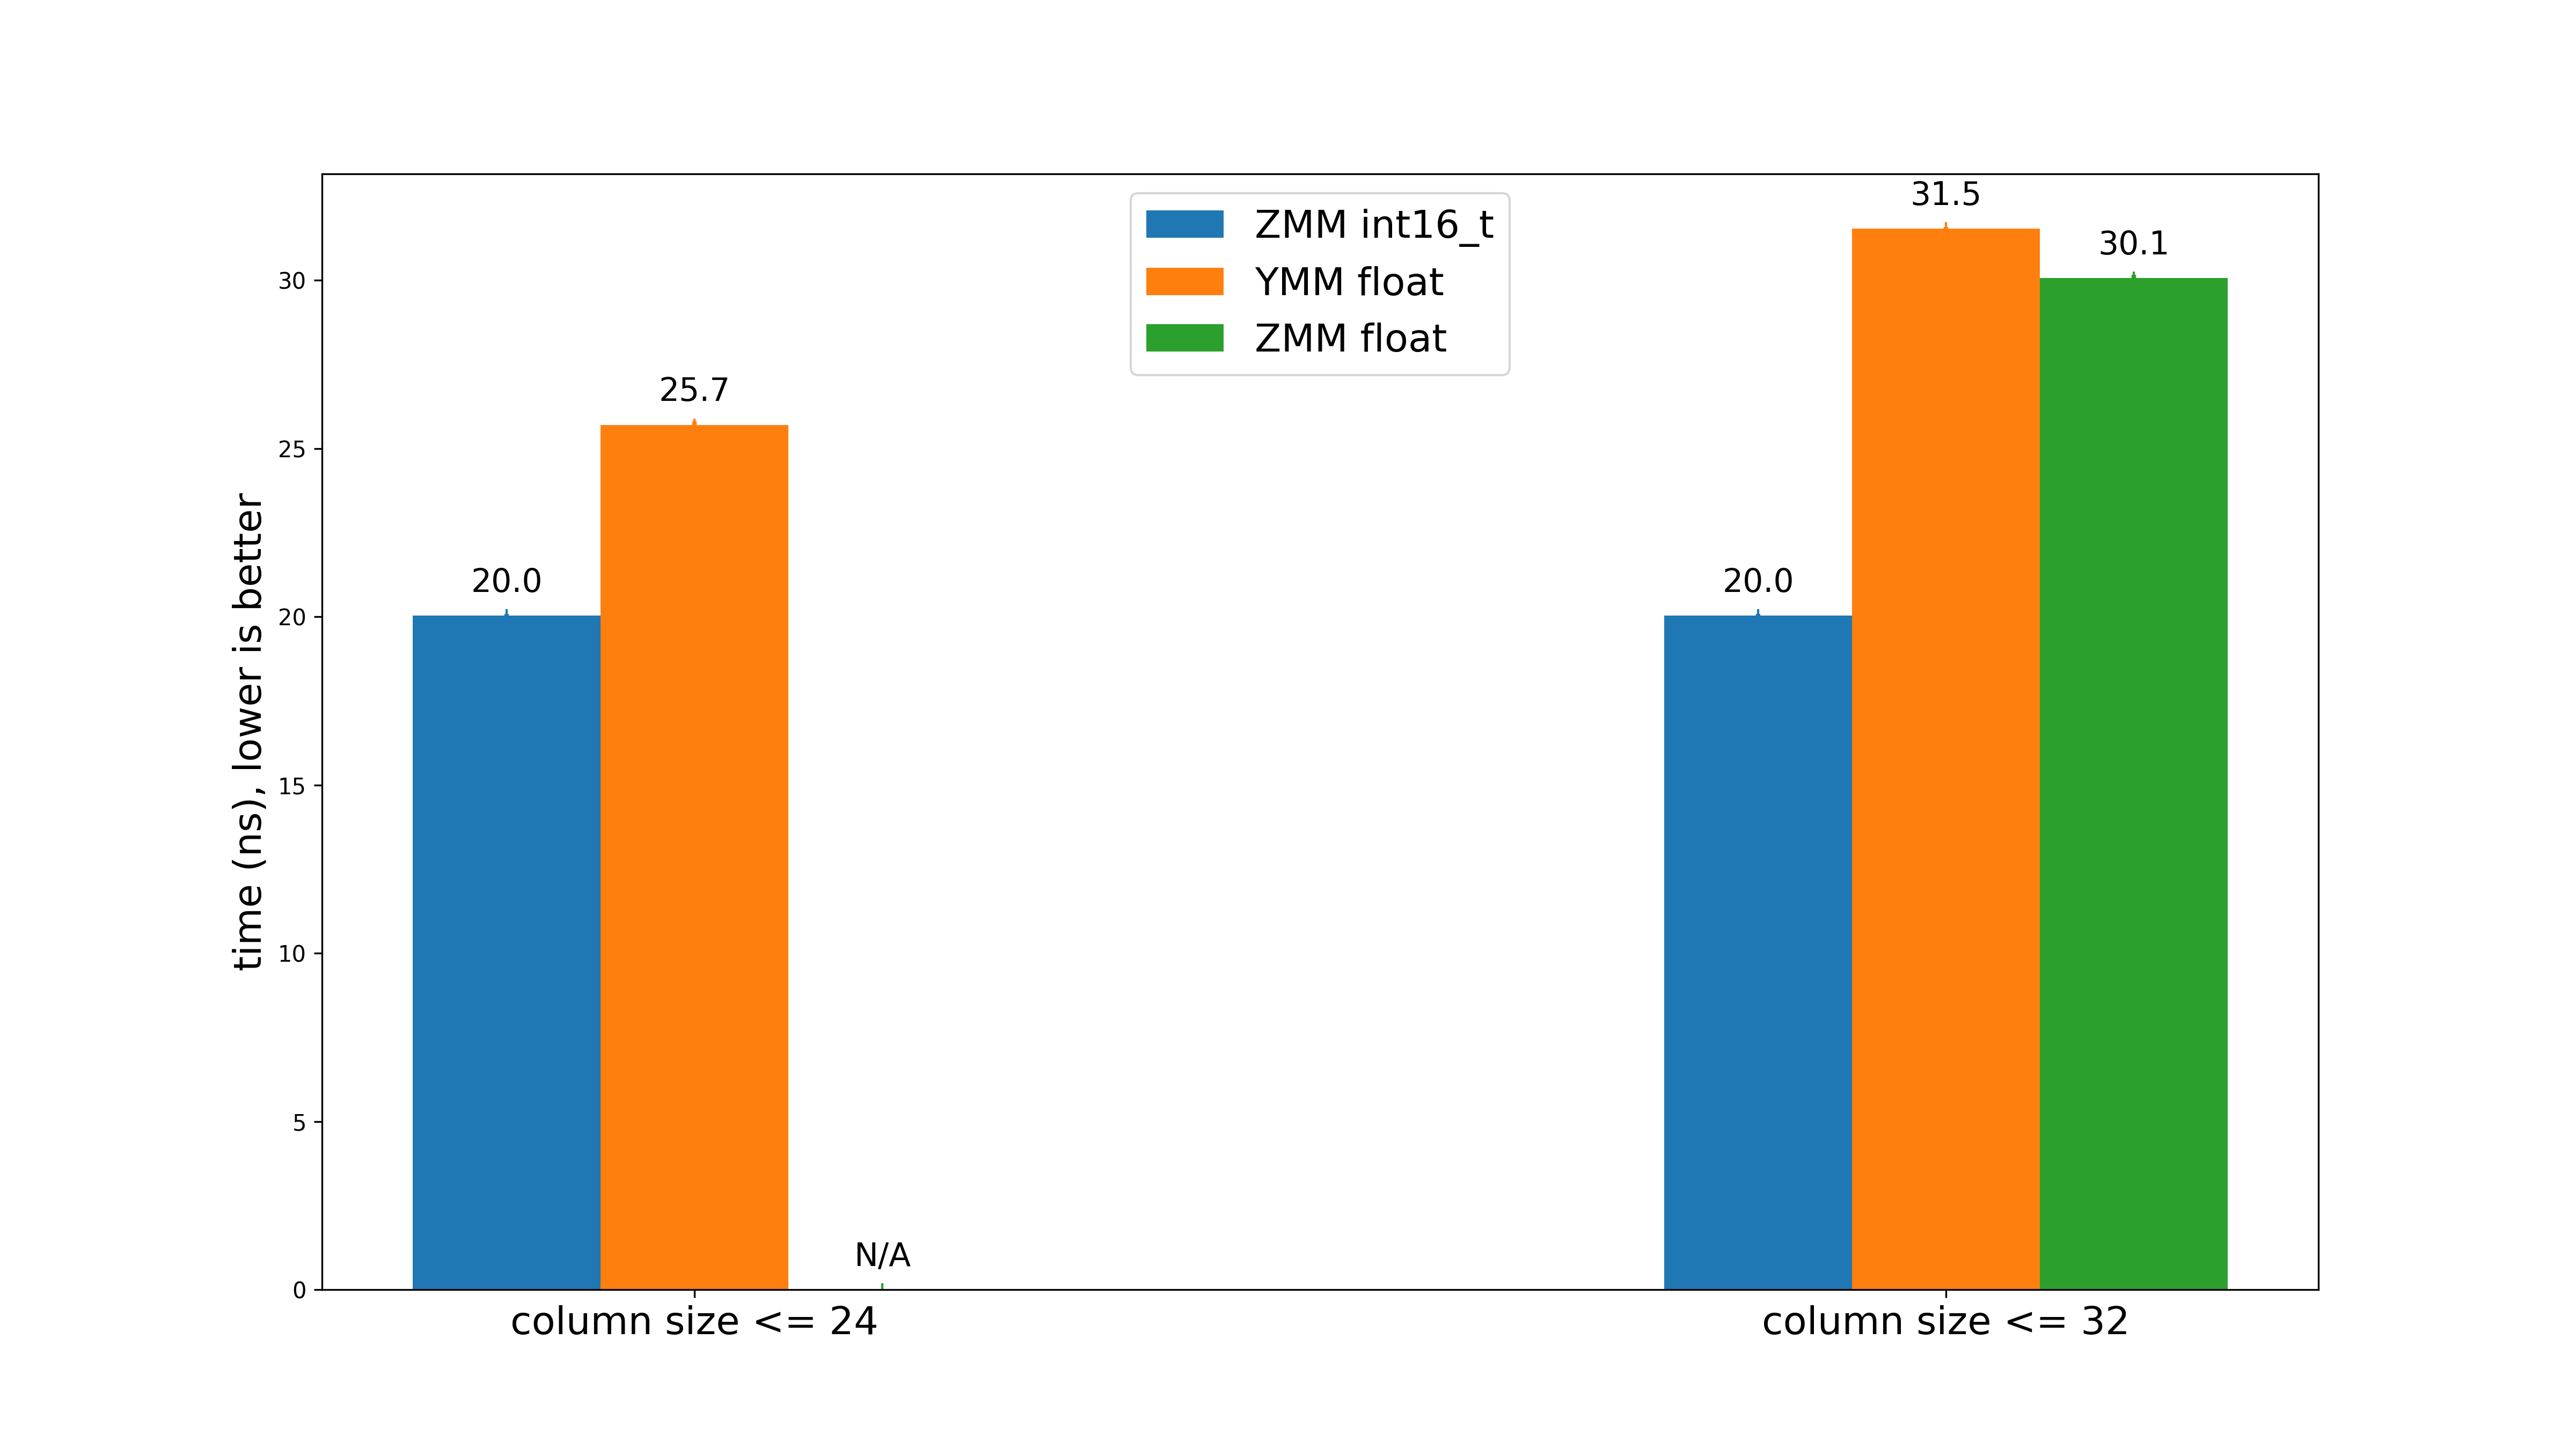 ZMM int16_t
YMM float
ZMM float
time (ns), lower is better
30
25
20
15
10
5
0
20.0
25.7
N/A
20.0
31.5
30.1
column size <= 24
column size <= 32